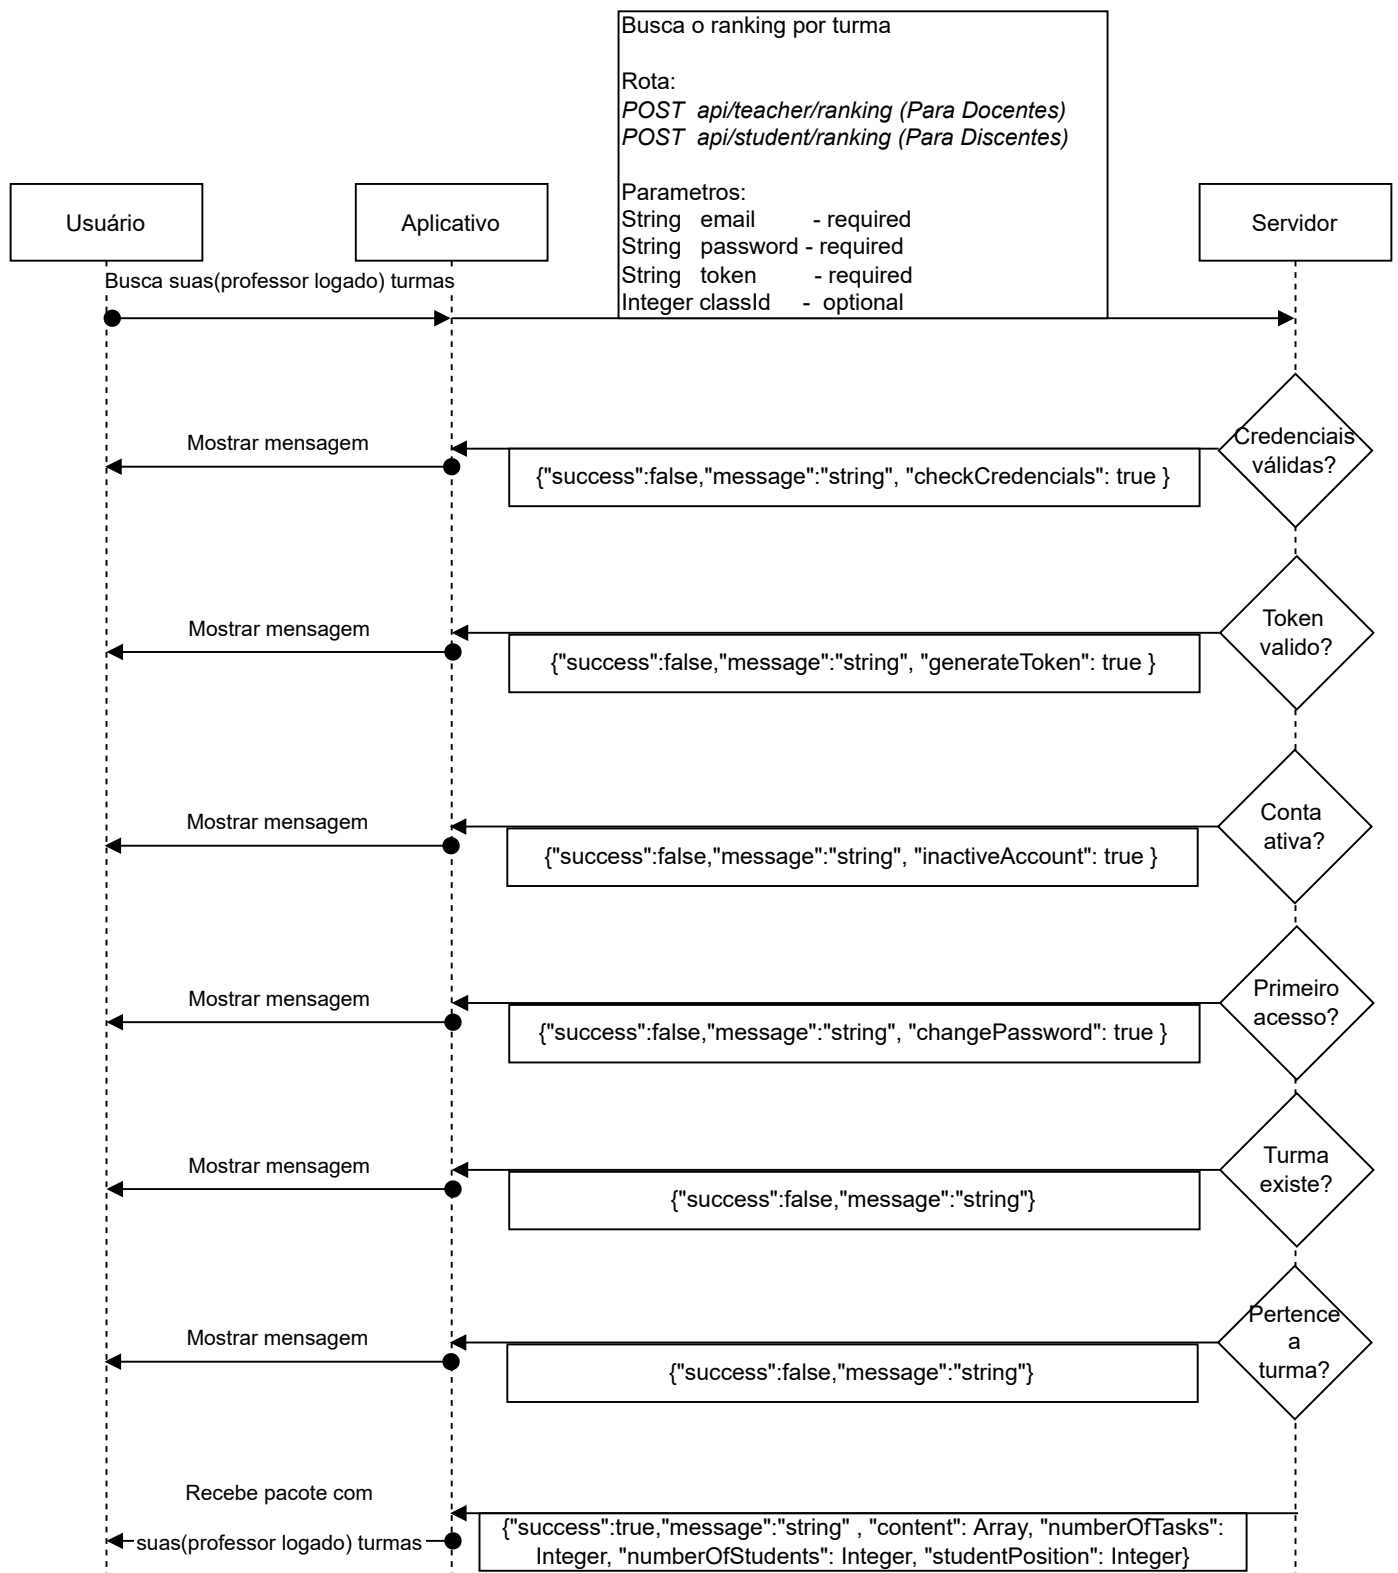 Busca o ranking por turma
Rota:
POST  api/teacher/ranking (Para Docentes)
POST  api/student/ranking (Para Discentes)
Parametros:
String   email         - required
String   password - required
String   token         - required
Integer classId     -  optional
Usuário
Aplicativo
Servidor
Busca suas(professor logado) turmas
Credenciais
válidas?
Mostrar mensagem
{"success":false,"message":"string", "checkCredencials": true }
Token
valido?
Mostrar mensagem
{"success":false,"message":"string", "generateToken": true }
Conta
ativa?
Mostrar mensagem
{"success":false,"message":"string", "inactiveAccount": true }
Primeiro
acesso?
Mostrar mensagem
{"success":false,"message":"string", "changePassword": true }
Turma
existe?
Mostrar mensagem
{"success":false,"message":"string"}
Pertence
a
turma?
Mostrar mensagem
{"success":false,"message":"string"}
Recebe pacote com
suas(professor logado) turmas
{"success":true,"message":"string" , "content": Array, "numberOfTasks":
Integer, "numberOfStudents": Integer, "studentPosition": Integer}